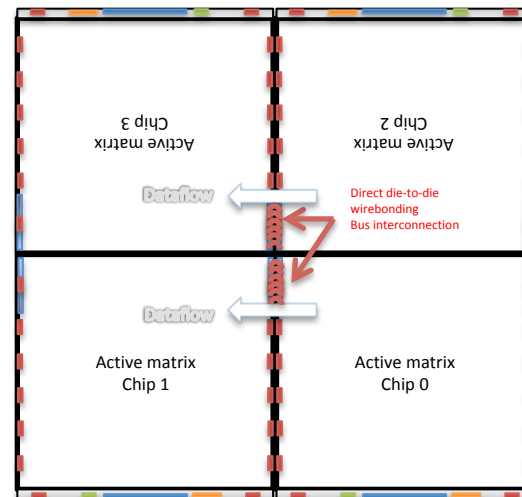 Active matrix
Chip 3
Active matrix
Chip 2
Dataflow
Direct die-to-die
wirebonding
Bus interconnection
Dataflow
Active matrix
Chip 1
Active matrix
Chip 0